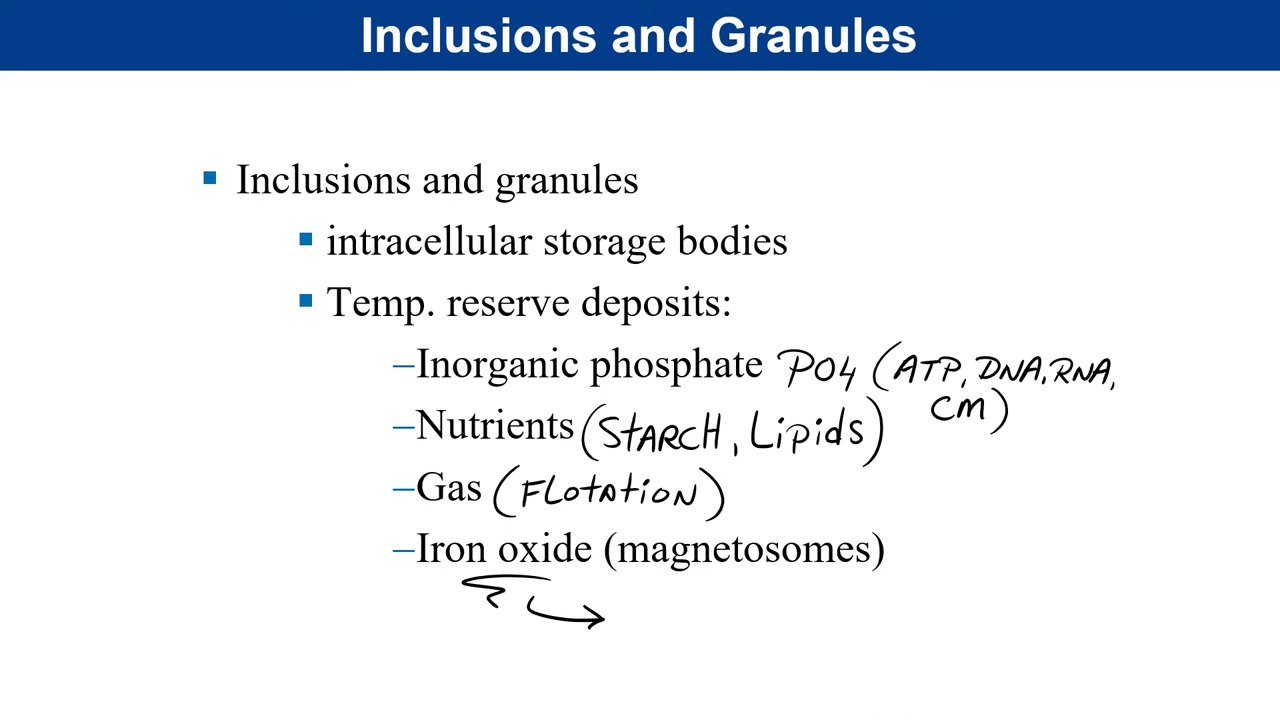 Inclusions and Granules
Inclusions and granules
intracellular storage bodies
Temp. reserve deposits:
–Inorganic phosphate PO4 (ATP, DNA, RNA,
CM)
–Nutrients (STARCH, Lipids)
–Gas (FLOTATION)
–Iron oxide (magnetosomes)